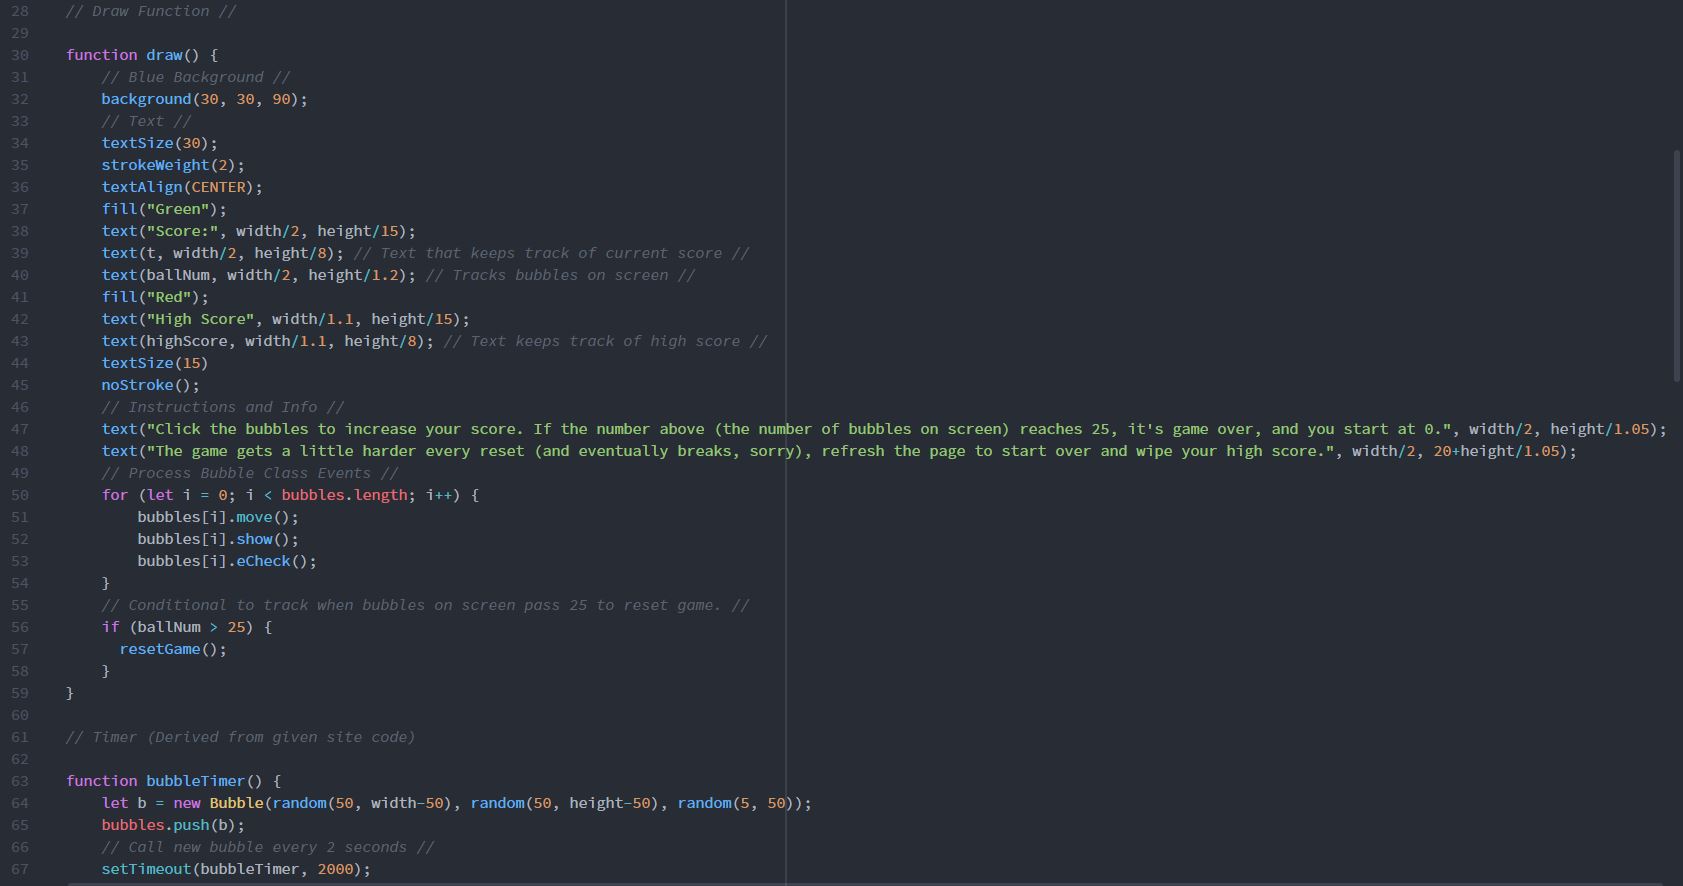 28 // Draw Function //
29
30 function draw() {
31 // Blue Background //
32 background(30, 30, 90);
33 // Text //
34 textSize(30);
35 strokeWeight(2);
36 textAlign(CENTER);
37 fill("Green");
38 text("Score:", width/2, height/15);
39 text(t, width/2, height/8); // Text that keeps track of current score //
40 text(ballNum, width/2, height/1.2); // Tracks bubbles on screen //
41 fill("Red");
42 text("High Score", width/1.1, height/15);
43 text(highScore, width/1.1, height/8); // Text keeps track of high score //
44 textSize(15)
45 noStroke();
46 // Instructions and Info //
47 text("Click the bubbles to increase your score. If the number above (the number of bubbles on screen) reaches 25, it's game over, and you start at 0.", width/2, height/1.05);
48 text("The game gets a little harder every reset (and eventually breaks, sorry), refresh the page to start over and wipe your high score.", width/2, 20+height/1.05);
49 // Process Bubble Class Events //
50 for (let i = 0; i < bubbles.length; i++) {
51 bubbles[i].move();
52 bubbles[i].show();
53 bubbles[i].eCheck();
54 }
55 // Conditional to track when bubbles on screen pass 25 to reset game. //
56 if (ballNum > 25) {
57 resetGame();
58 }
59 }
60
61 // Timer (Derived from given site code)
62
63 function bubbleTimer() {
64 let b = new Bubble(random(50, width-50), random(50, height-50), random(5, 50));
65 bubbles.push(b);
66 // Call new bubble every 2 seconds //
67 setTimeout(bubbleTimer, 2000);